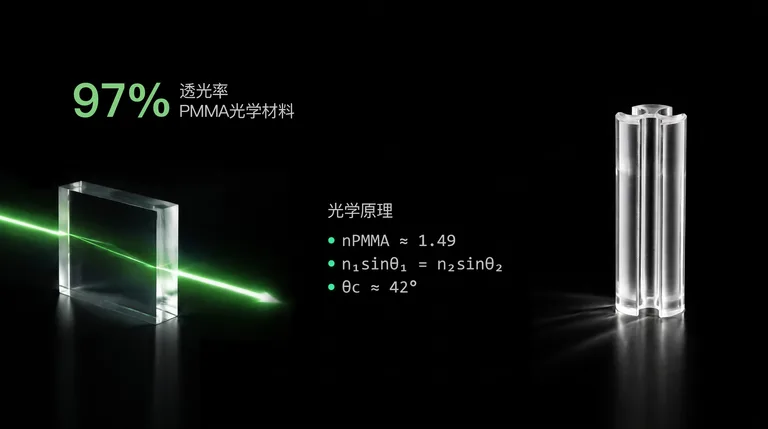 97%
透光率
PMMA光学材料
光学原理
• nPMMA ≈ 1.49
• n₁sinθ₁ = n₂sinθ₂
• θc ≈ 42°